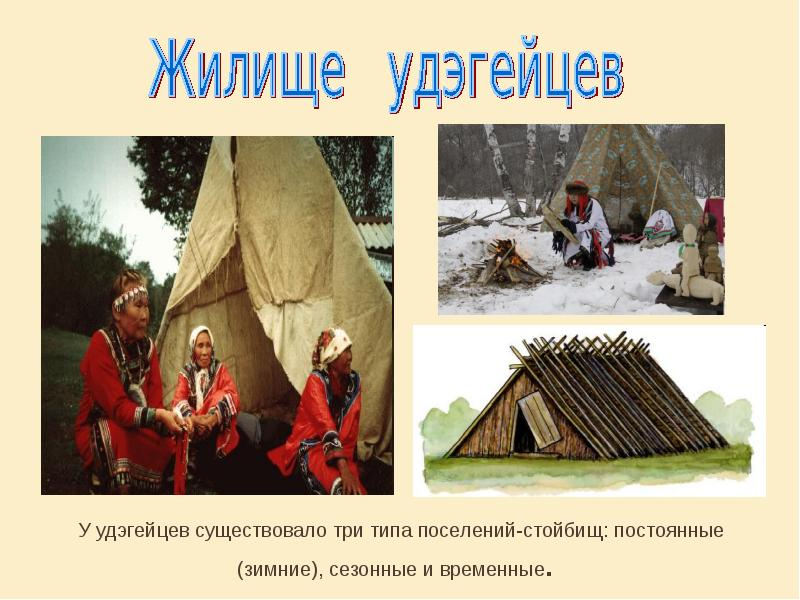 Жилище удэгейцев
У удэгейцев существовало три типа поселений-стойбищ: постоянные
(зимние), сезонные и временные.